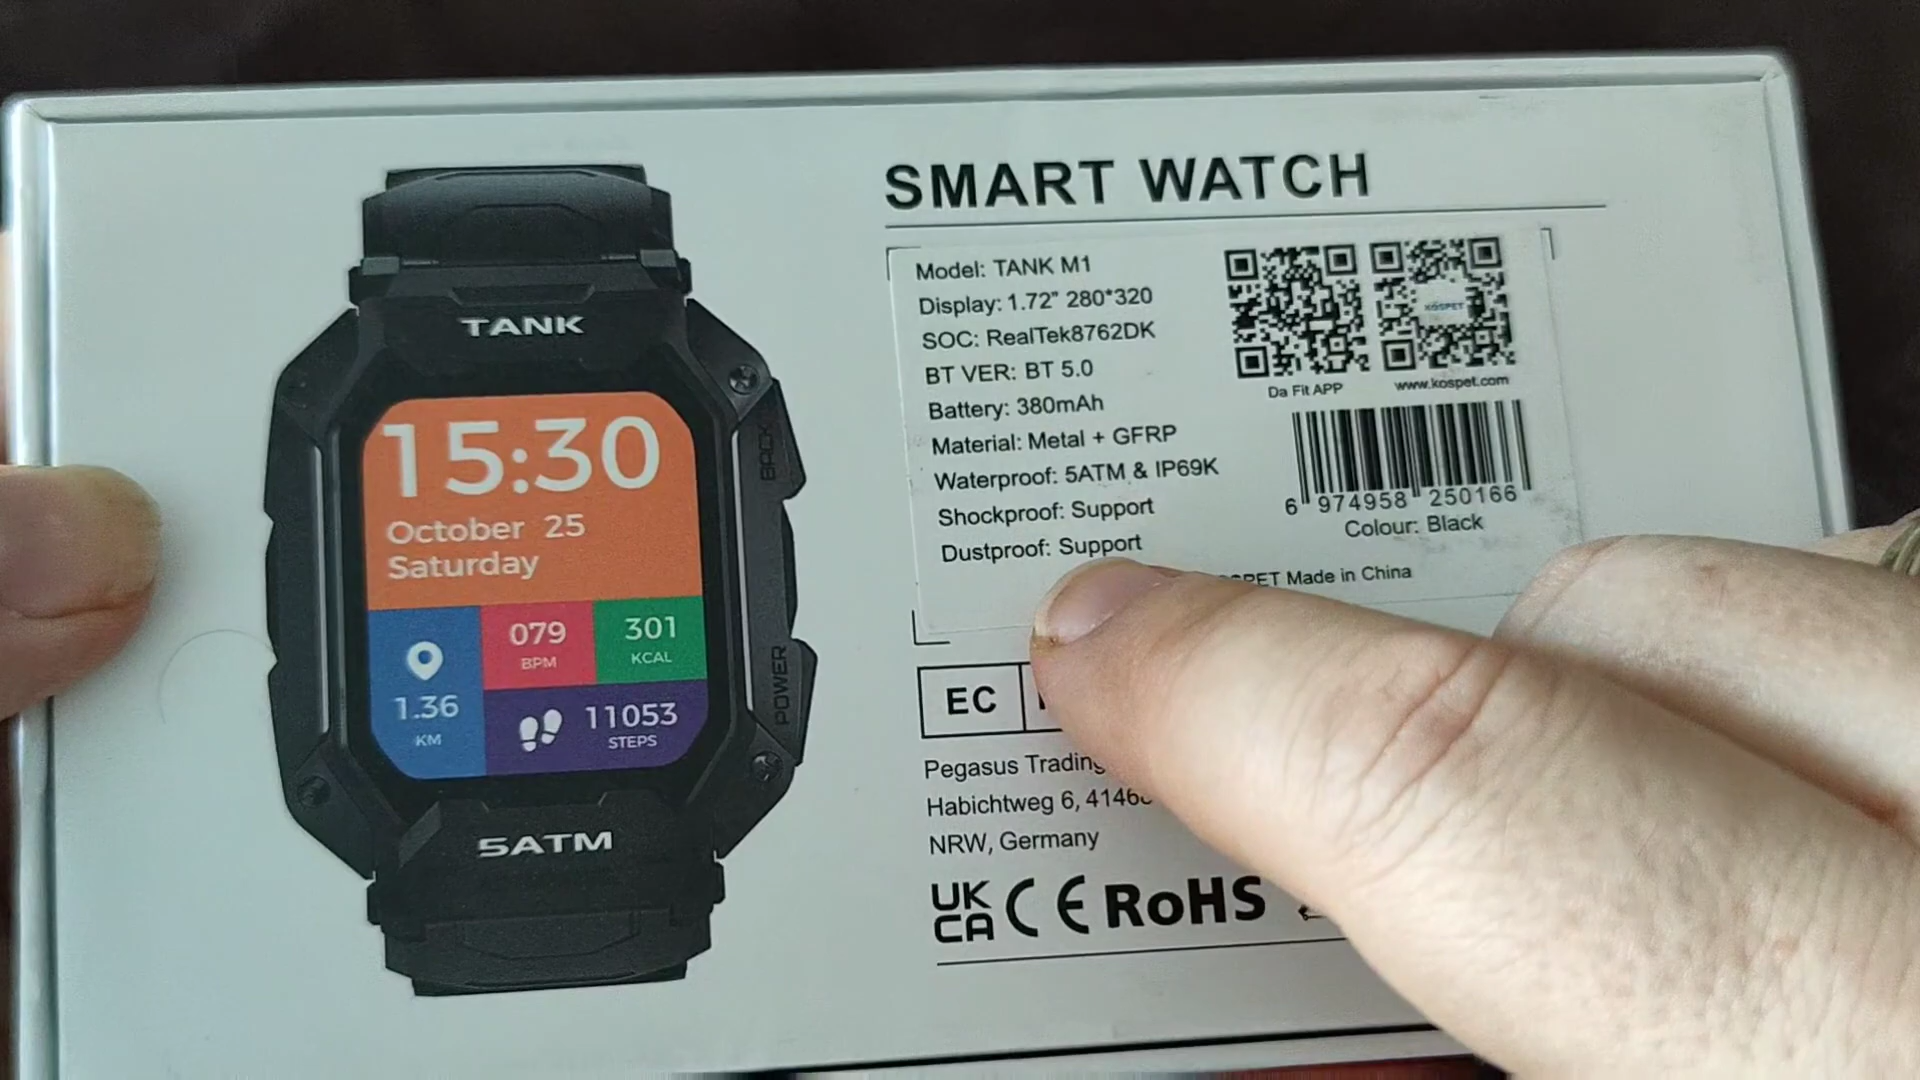 TANK
15:30
October 25
Saturday
079
BPM
301
KCAL
1.36
KM
11053
STEPS
BACK
POWER
5ATM
SMART WATCH
Model: TANK M1
Display: 1.72" 280*320
SOC: RealTek8762DK
BT VER: BT 5.0
Battery: 380mAh
Material: Metal + GFRP
Waterproof: 5ATM & IP69K
Shockproof: Support
Dustproof: Support
KOSPET
Da Fit APP
www.kospet.com
6 974958 250166
Colour: Black
Made in China
EC
Pegasus Trading
Habichtweg 6,
NRW, Germany
UK
CA CE RoHS